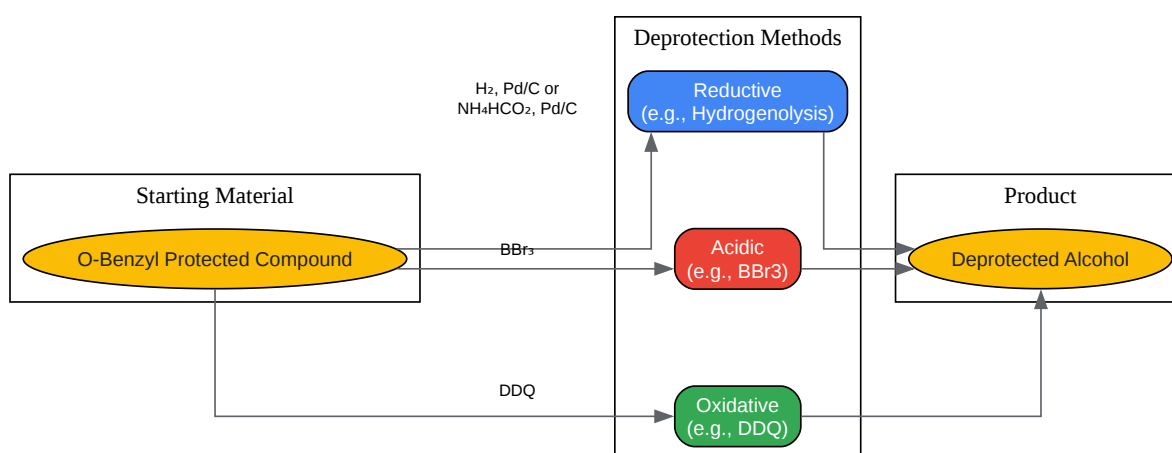 Deprotection Methods
H₂, Pd/C or
NH₄HCO₂, Pd/C
Reductive
(e.g., Hydrogenolysis)
Starting Material
Product
O-Benzyl Protected Compound
BBr₃
Acidic
(e.g., BBr3)
Deprotected Alcohol
DDQ
Oxidative
(e.g., DDQ)